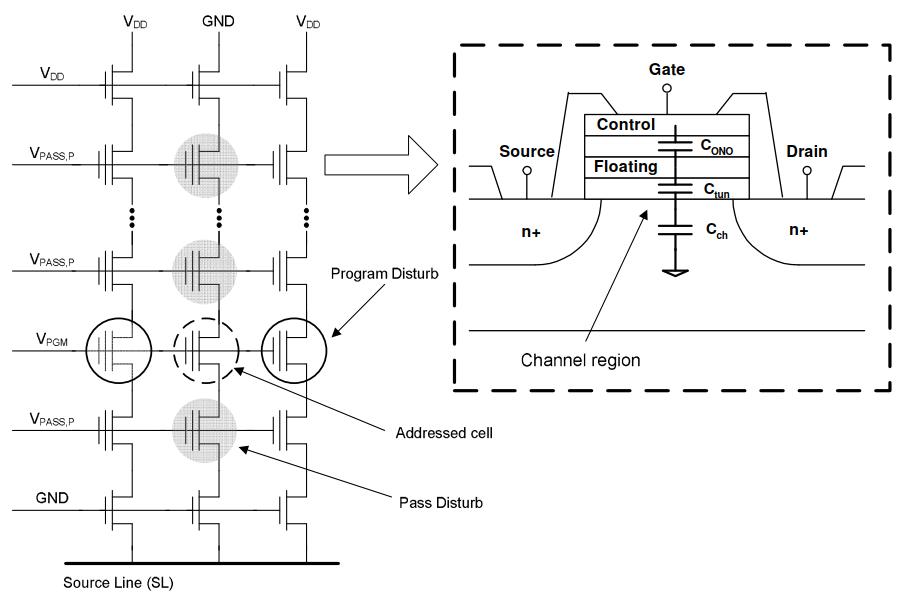 VDD
GND
VDD
VDD
VPASS,P
VPASS,P
VPGM
VPASS,P
GND
Source Line (SL)
Program Disturb
Addressed cell
Pass Disturb
Gate
Control
CONO
Source
Floating
Drain
Ctun
n+
Cch
n+
Channel region